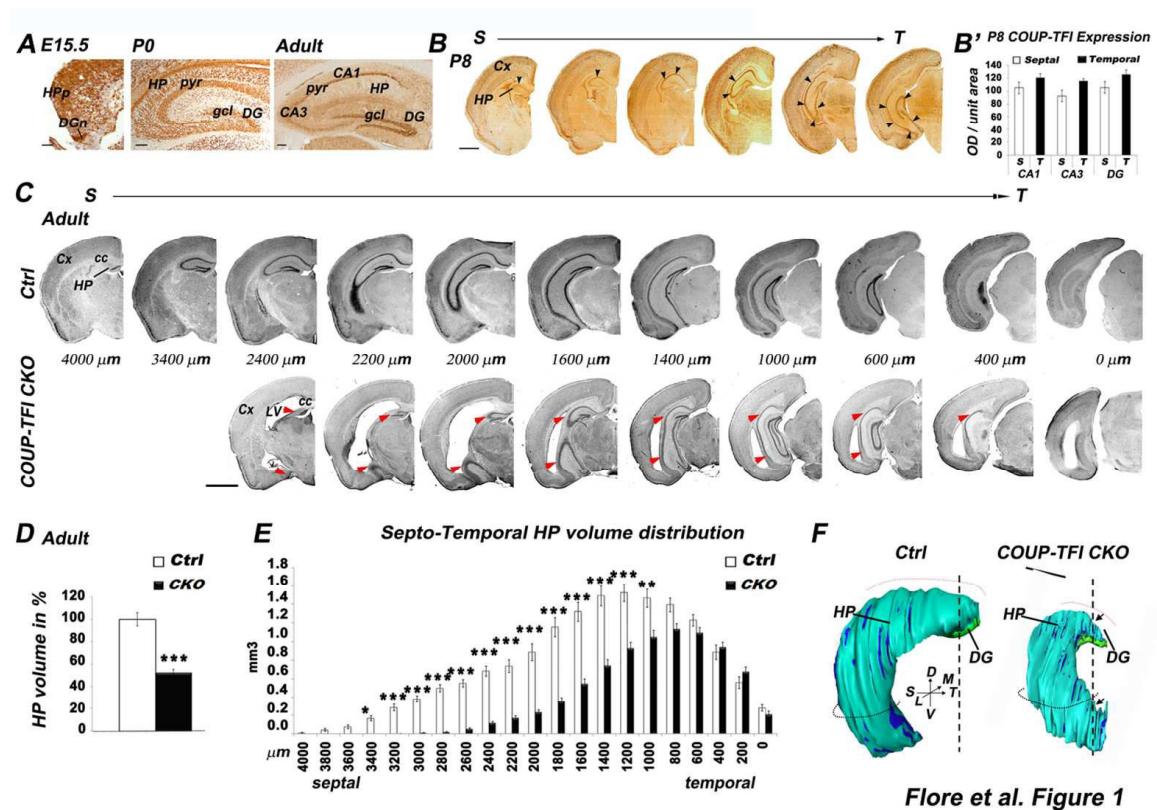 A E15.5 P0 Adult
HPp DGn
HP pyr gcl DG
CA1 pyr HP CA3 gcl DG
B S T
P8 Cx HP
B' P8 COUP-TFI Expression
Septal Temporal
OD / unit area
140
120
100
80
60
40
20
0
S T S T S T
CA1 CA3 DG
C S T
Adult
Ctrl
Cx cc HP
4000 µm 3400 µm 2400 µm 2200 µm 2000 µm 1600 µm 1400 µm 1000 µm 600 µm 400 µm 0 µm
COUP-TFI CKO
Cx LV cc
D Adult
Ctrl
CKO
HP volume in %
120
100
80
60
40
20
0
***
E Septo-Temporal HP volume distribution
Ctrl
CKO
mm3
1.8
1.6
1.4
1.2
1.0
0.8
0.6
0.4
0.2
0.0
* *** *** *** *** *** *** *** *** *** *** *** **
µm 4000 3800 3600 3400 3200 3000 2800 2600 2400 2200 2000 1800 1600 1400 1200 1000 800 600 400 200 0
septal temporal
F Ctrl COUP-TFI CKO
HP DG
HP DG
D M S T L V
Flore et al. Figure 1